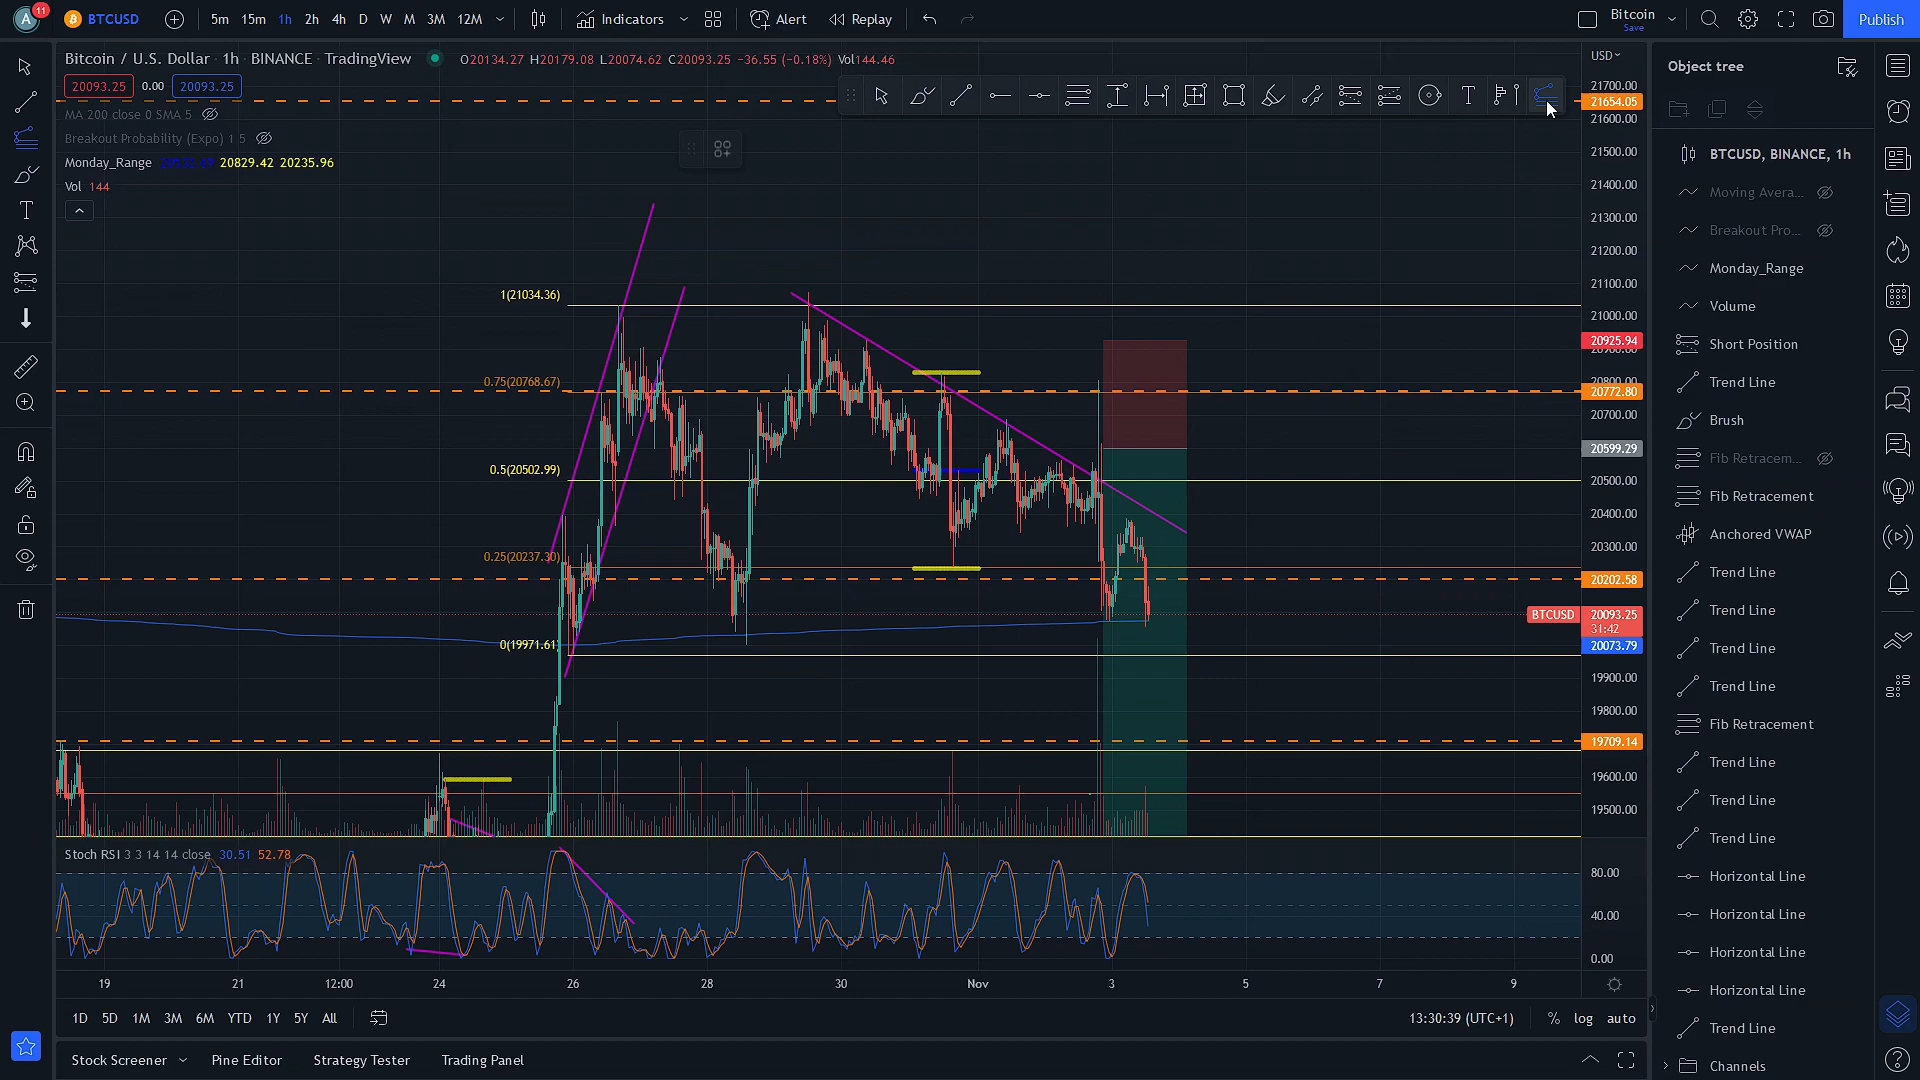 A 11 BTCUSD 5m 15m 1h 2h 4h D W M 3M 12M Indicators Alert Replay Bitcoin Save Publish
Bitcoin / U.S. Dollar · 1h · BINANCE · TradingView O20134.27 H20179.08 L20074.62 C20093.25 −36.55 (−0.18%) Vol144.46
20093.25 0.00 20093.25
MA 200 close 0 SMA 5
Breakout Probability (Expo) 1 5
Monday_Range 20829.42 20235.96
Vol 144
1(21034.36)
0.75(20768.67)
0.5(20502.99)
0.25(20237.30)
0(19971.61)
USD
21700.00
21654.05
21600.00
21500.00
21400.00
21300.00
21200.00
21100.00
21000.00
20925.94
20900.00
20800.00
20772.80
20700.00
20599.29
20500.00
20400.00
20300.00
20202.58
BTCUSD 20093.25
31:42
20073.79
19900.00
19800.00
19709.14
19600.00
19500.00
Stoch RSI 3 3 14 14 close 30.51 52.78
80.00
40.00
0.00
19 21 12:00 24 26 28 30 Nov 3 5 7 9
1D 5D 1M 3M 6M YTD 1Y 5Y All 13:30:39 (UTC+1) % log auto
Stock Screener Pine Editor Strategy Tester Trading Panel
Object tree
BTCUSD, BINANCE, 1h
Moving Avera...
Breakout Pro...
Monday_Range
Volume
Short Position
Trend Line
Brush
Fib Retracem...
Fib Retracement
Anchored VWAP
Trend Line
Trend Line
Trend Line
Trend Line
Fib Retracement
Trend Line
Trend Line
Trend Line
Horizontal Line
Horizontal Line
Horizontal Line
Horizontal Line
Trend Line
Channels